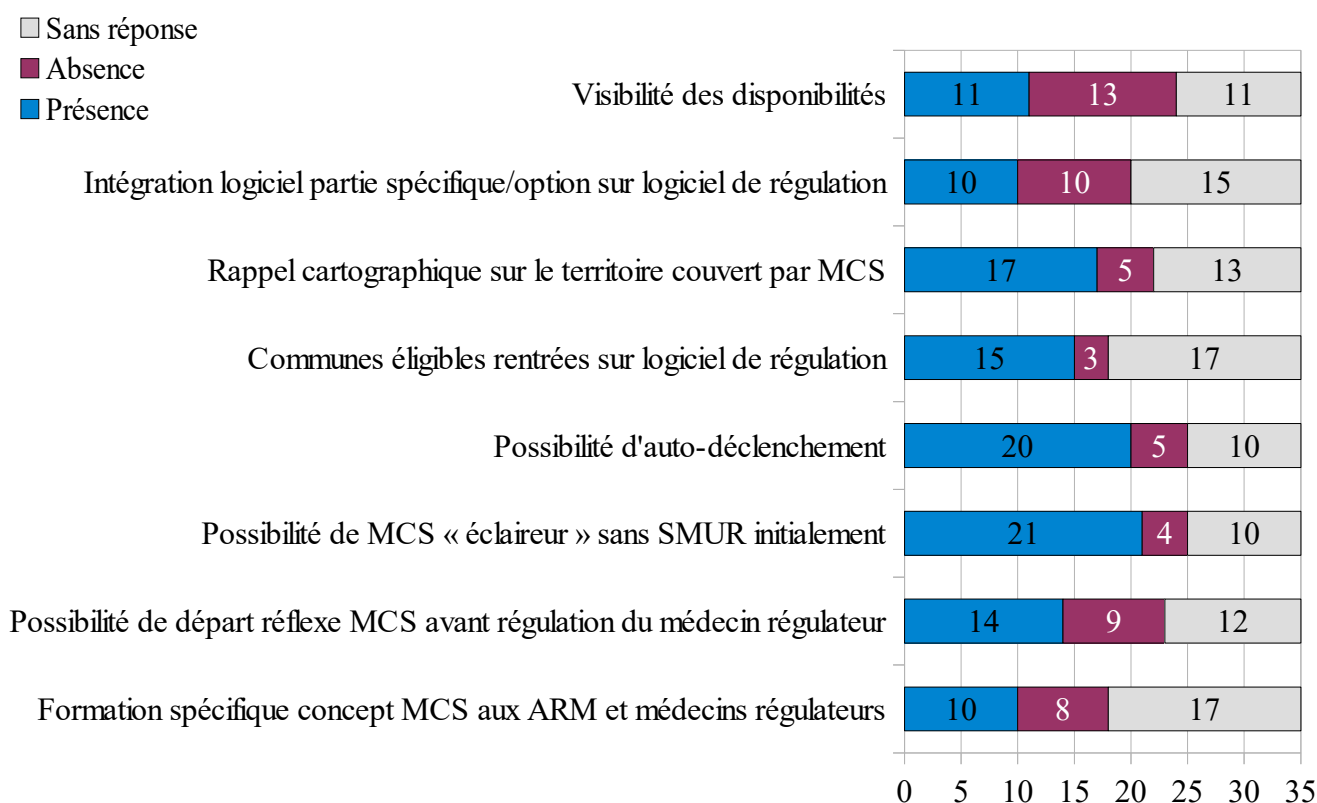 Sans réponse
Absence
Présence
Visibilité des disponibilités 11 13 11
Intégration logiciel partie spécifique/option sur logiciel de régulation 10 10 15
Rappel cartographique sur le territoire couvert par MCS 17 5 13
Communes éligibles rentrées sur logiciel de régulation 15 3 17
Possibilité d'auto-déclenchement 20 5 10
Possibilité de MCS « éclaireur » sans SMUR initialement 21 4 10
Possibilité de départ réflexe MCS avant régulation du médecin régulateur 14 9 12
Formation spécifique concept MCS aux ARM et médecins régulateurs 10 8 17
0 5 10 15 20 25 30 35